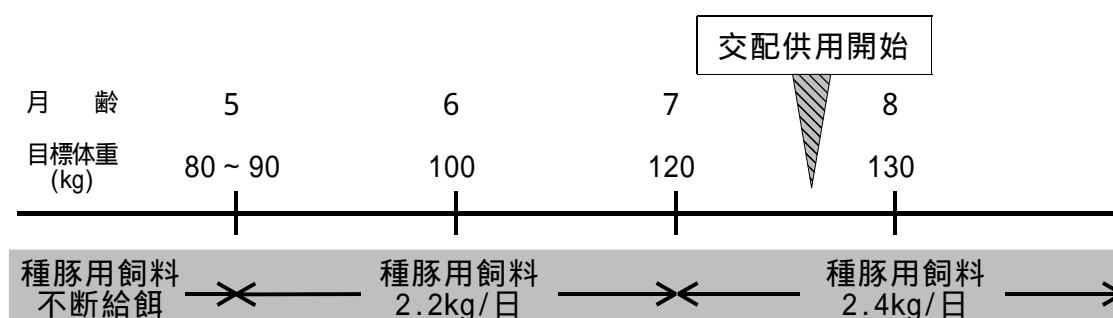 交配供用開始
月　齢 5 6 7 8
目標体重
(kg)
80～90 100 120 130
種豚用飼料 種豚用飼料 種豚用飼料
不断給餌 2.2kg/日 2.4kg/日